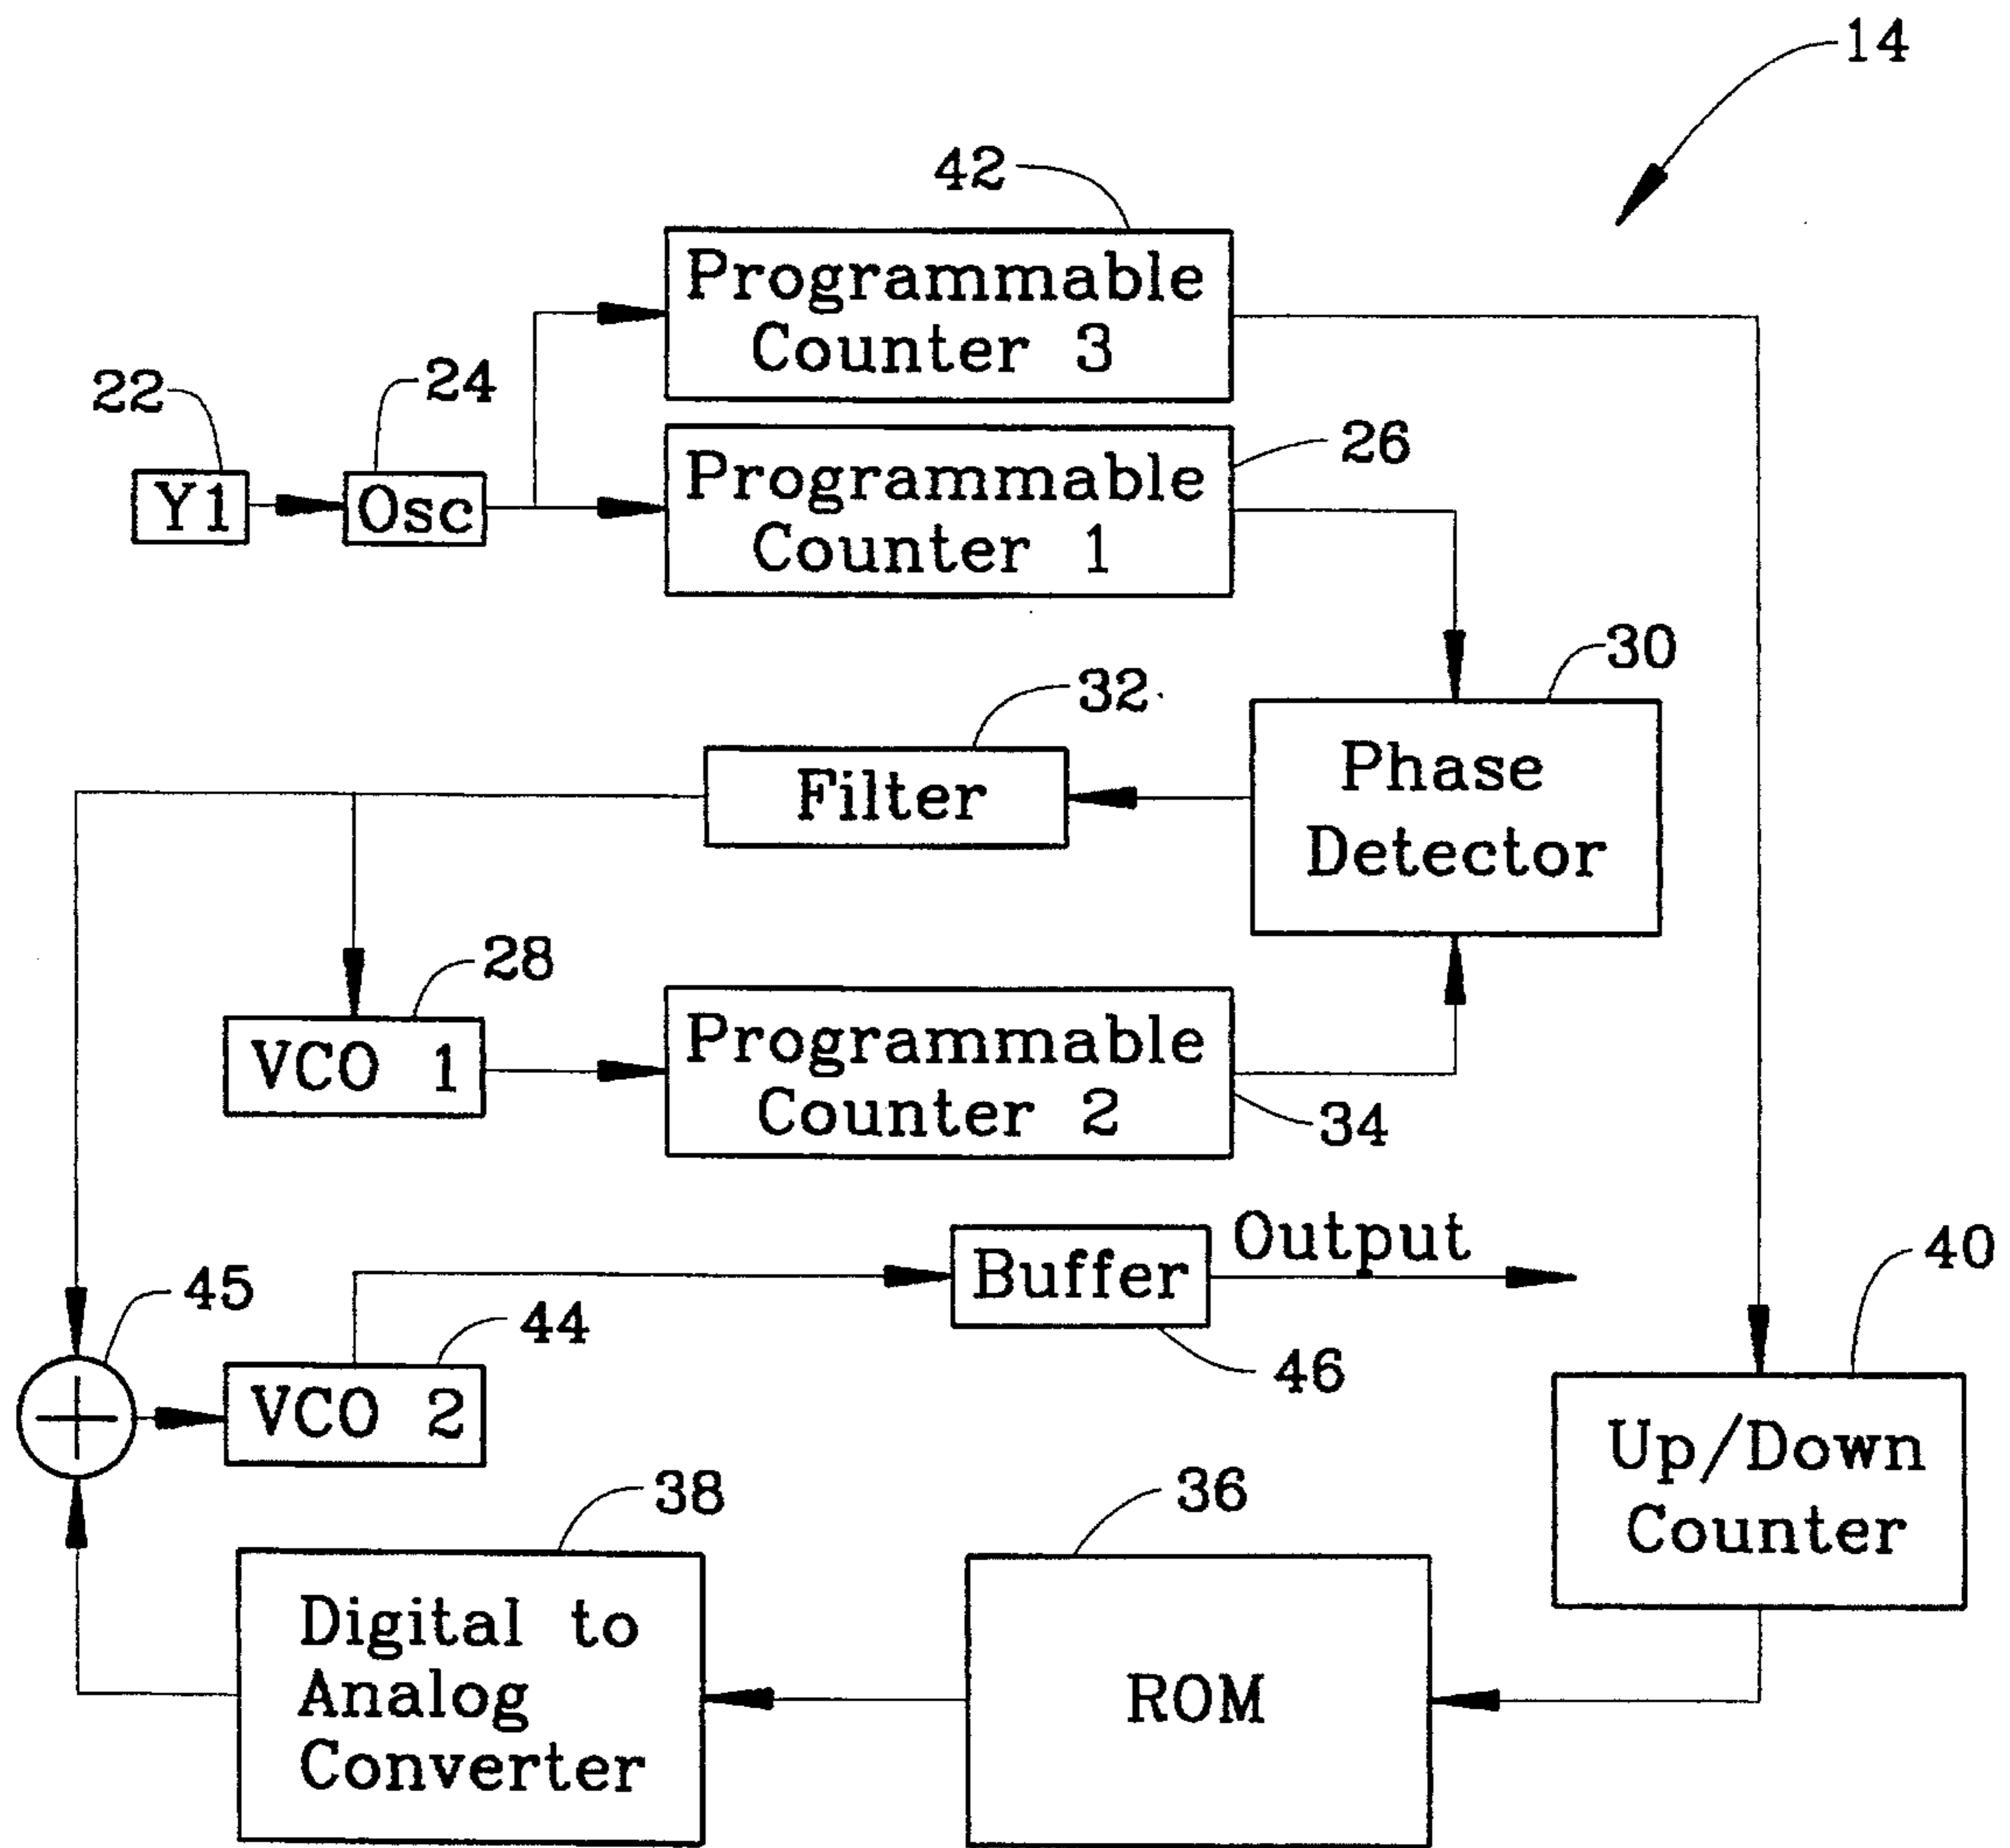 14
42
Programmable
Counter 3
22
24
26
Y1
Osc
Programmable
Counter 1
30
32
Phase
Detector
Filter
28
VCO 1
Programmable
Counter 2
34
Output
40
45
44
Buffer
46
VCO 2
Up/Down
Counter
38
36
Digital to
Analog
Converter
ROM